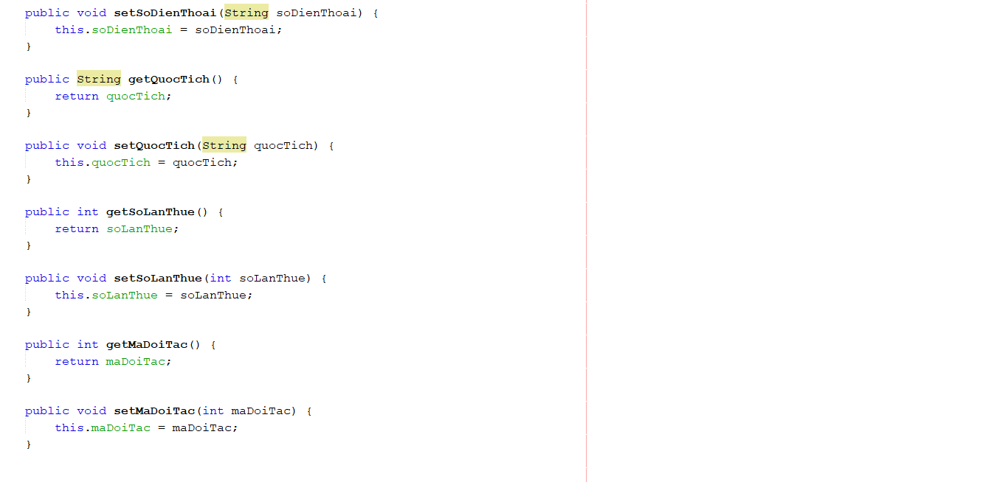 public void setSoDienThoai(String soDienThoai) {
    this.soDienThoai = soDienThoai;
}

public String getQuocTich() {
    return quocTich;
}

public void setQuocTich(String quocTich) {
    this.quocTich = quocTich;
}

public int getSoLanThue() {
    return soLanThue;
}

public void setSoLanThue(int soLanThue) {
    this.soLanThue = soLanThue;
}

public int getMaDoiTac() {
    return maDoiTac;
}

public void setMaDoiTac(int maDoiTac) {
    this.maDoiTac = maDoiTac;
}